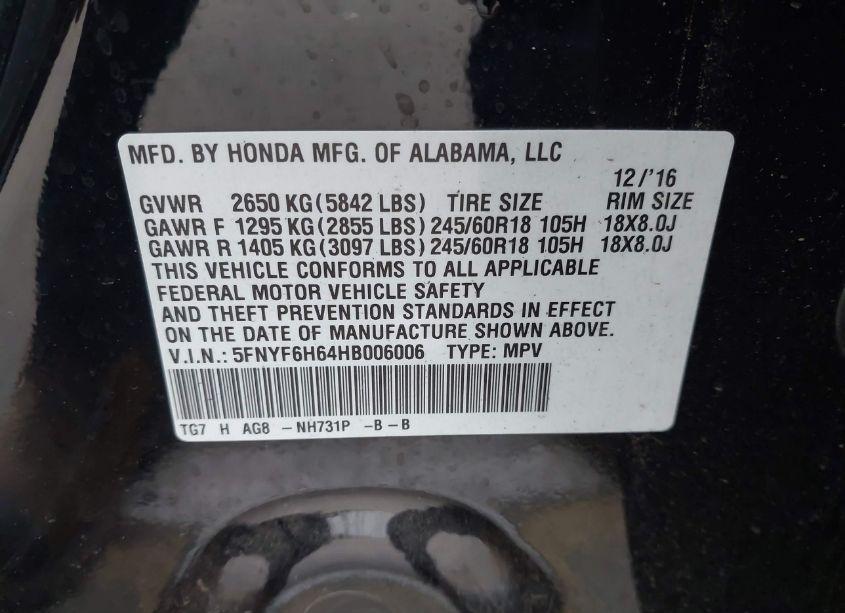 MFD. BY HONDA MFG. OF ALABAMA, LLC
12/'16
GVWR 2650 KG(5842 LBS) TIRE SIZE RIM SIZE
GAWR F 1295 KG(2855 LBS) 245/60R18 105H 18X8.0J
GAWR R 1405 KG(3097 LBS) 245/60R18 105H 18X8.0J
THIS VEHICLE CONFORMS TO ALL APPLICABLE
FEDERAL MOTOR VEHICLE SAFETY
AND THEFT PREVENTION STANDARDS IN EFFECT
ON THE DATE OF MANUFACTURE SHOWN ABOVE.
V.I.N.: 5FNYF6H64HB006006 TYPE: MPV
TG7 H AG8 -NH731P -B-B